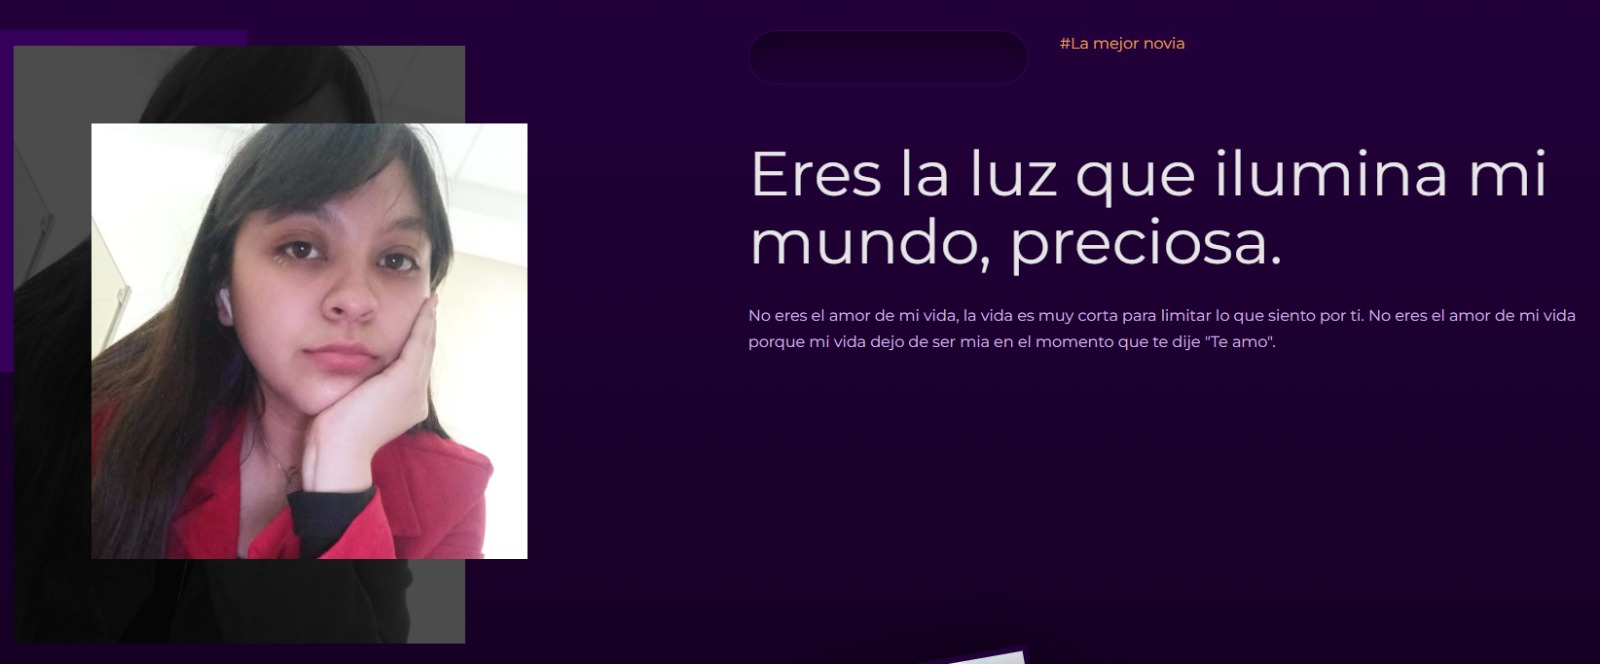 #La mejor novia
Eres la luz que ilumina mi
mundo, preciosa.
No eres el amor de mi vida, la vida es muy corta para limitar lo que siento por ti. No eres el amor de mi vida
porque mi vida dejo de ser mia en el momento que te dije "Te amo".